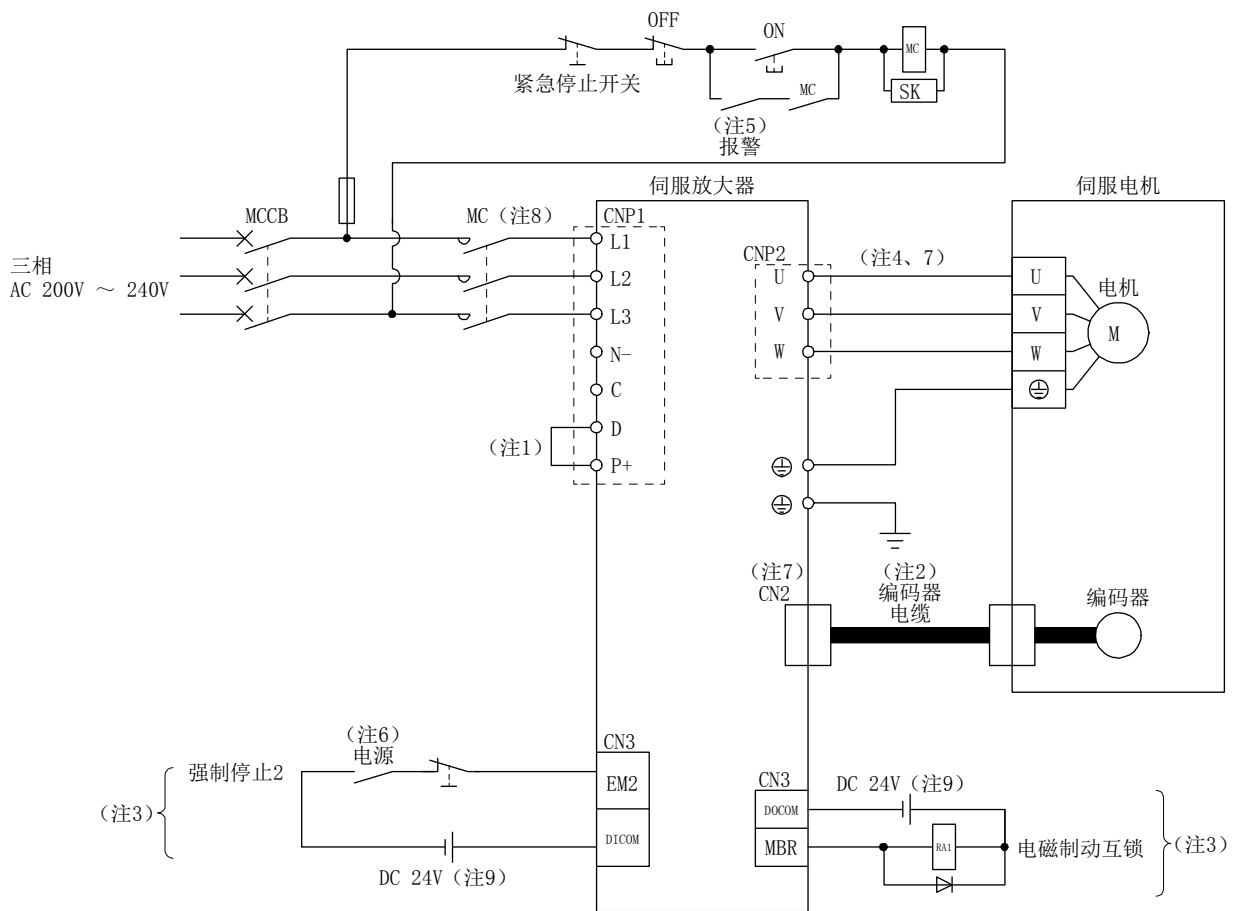 OFF
ON
MC
SK
紧急停止开关
MC
（注5）
报警
伺服放大器
伺服电机
MCCB
MC（注8）
CNP1
L1
L2
L3
N-
C
D
P+
三相
AC 200V ～ 240V
（注1）
CNP2
U
V
W
（注4、7）
U
V
W
电机
M
（注7）
CN2
（注2）
编码器
电缆
编码器
（注3）
强制停止2
（注6）
电源
CN3
EM2
DICOM
DC 24V（注9）
CN3
DOCOM
MBR
DC 24V（注9）
RA1
电磁制动互锁
（注3）